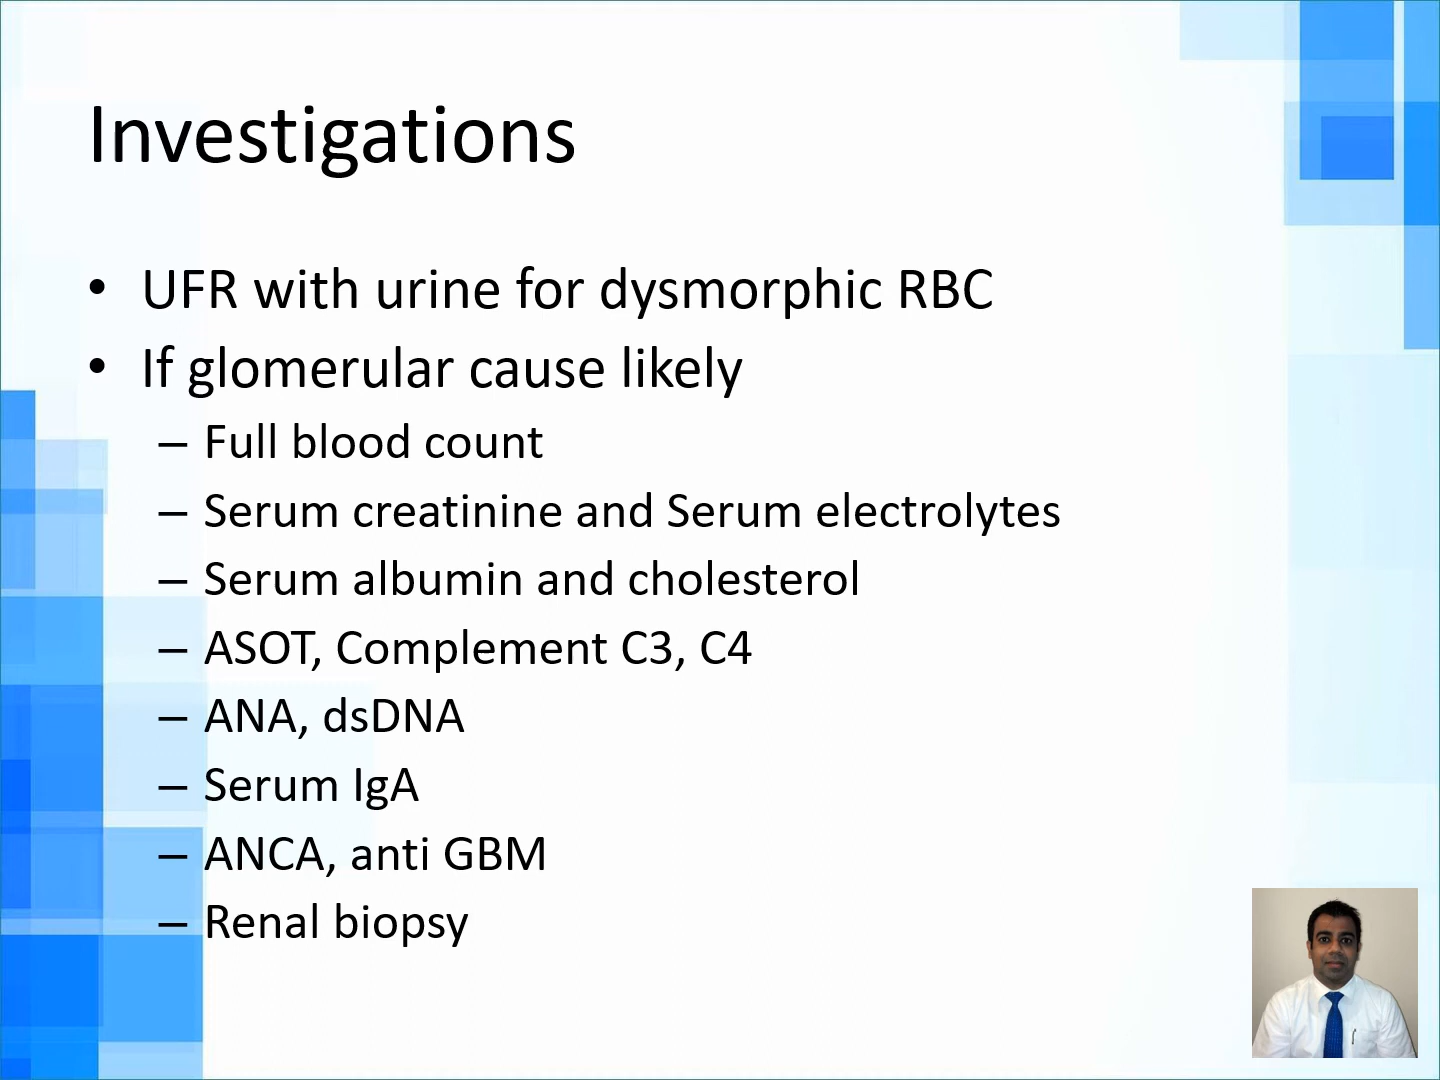 Investigations
• UFR with urine for dysmorphic RBC
• If glomerular cause likely
– Full blood count
– Serum creatinine and Serum electrolytes
– Serum albumin and cholesterol
– ASOT, Complement C3, C4
– ANA, dsDNA
– Serum IgA
– ANCA, anti GBM
– Renal biopsy